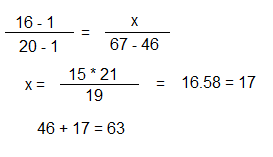 16 - 1 = x
20 - 1 67 - 46
x = 15 * 21 = 16.58 = 17
19
46 + 17 = 63